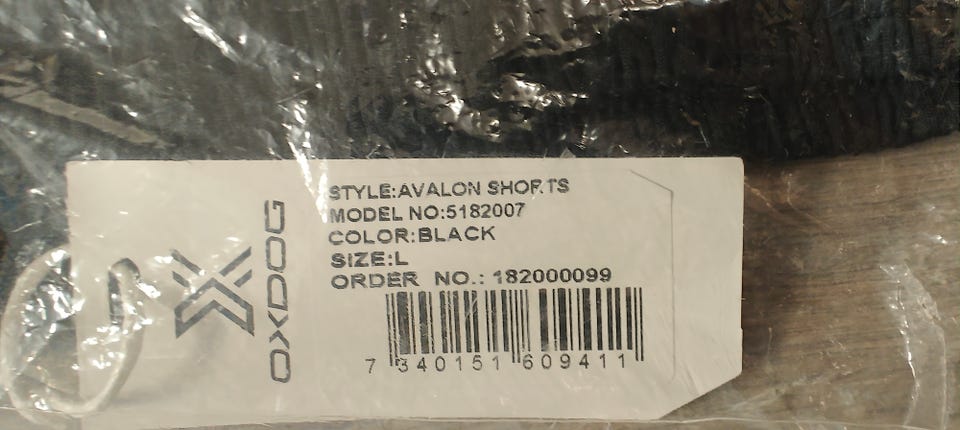 OXDOG
STYLE:AVALON SHORTS
MODEL NO:5182007
COLOR:BLACK
SIZE:L
ORDER NO.: 182000099
7 340151 609411